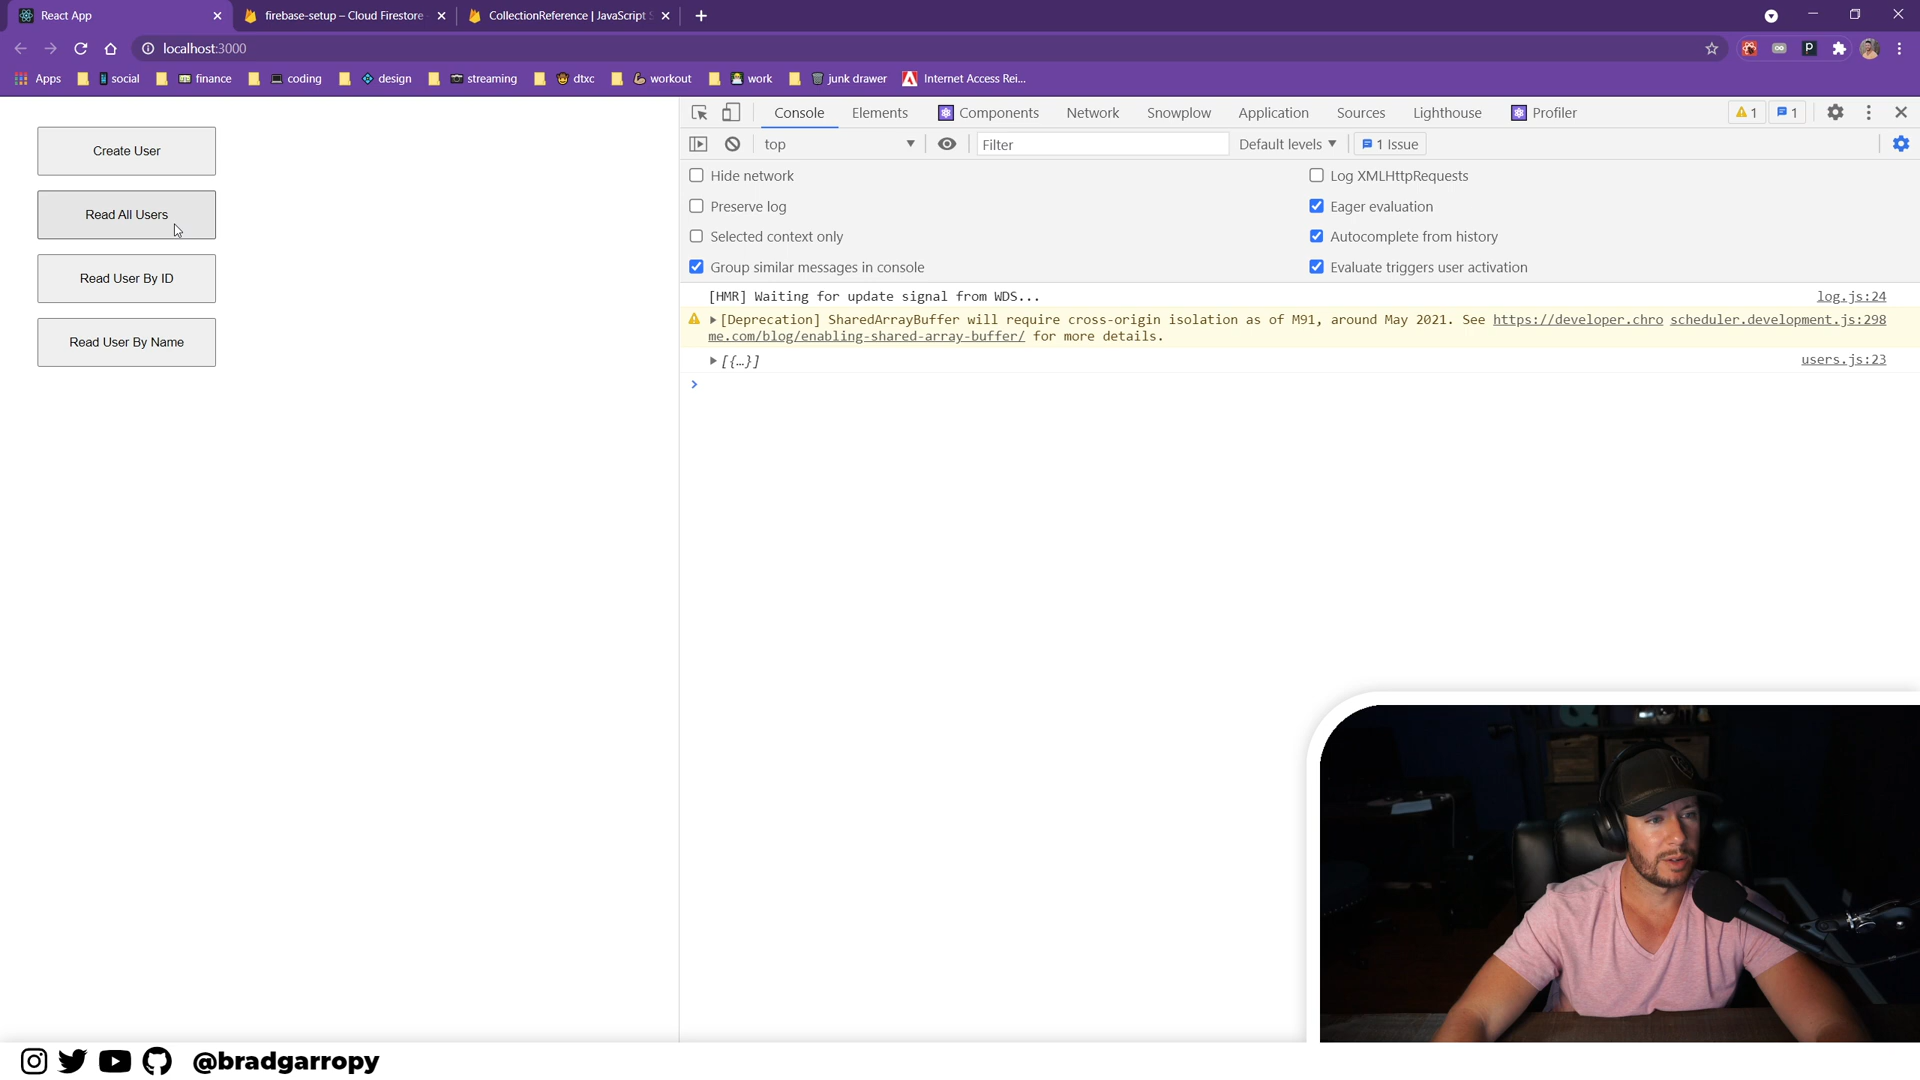 React App
firebase-setup – Cloud Firestore
CollectionReference | JavaScript S
localhost:3000
Apps
social
finance
coding
design
streaming
dtxc
workout
work
junk drawer
Internet Access Rei...
Create User
Read All Users
Read User By ID
Read User By Name
Console
Elements
Components
Network
Snowplow
Application
Sources
Lighthouse
Profiler
1
1
top
Filter
Default levels
1 Issue
Hide network
Log XMLHttpRequests
Preserve log
Eager evaluation
Selected context only
Autocomplete from history
Group similar messages in console
Evaluate triggers user activation
[HMR] Waiting for update signal from WDS...
log.js:24
[Deprecation] SharedArrayBuffer will require cross-origin isolation as of M91, around May 2021. See https://developer.chro
scheduler.development.js:298
me.com/blog/enabling-shared-array-buffer/ for more details.
[{…}]
users.js:23
@bradgarropy